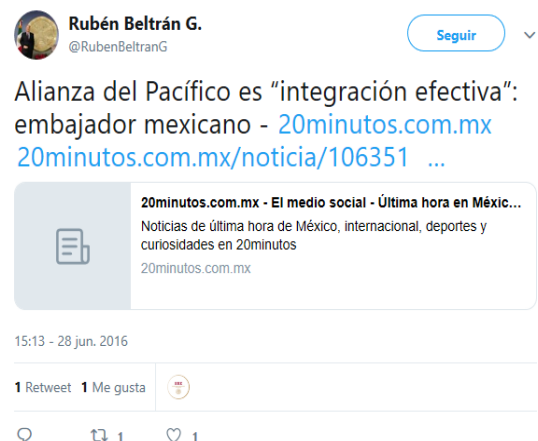 Rubén Beltrán G.
@RubenBeltranG
Seguir
Alianza del Pacífico es “integración efectiva”:
embajador mexicano - 20minutos.com.mx
20minutos.com.mx/noticia/106351 ...
20minutos.com.mx - El medio social - Última hora en Méxic...
Noticias de última hora de México, internacional, deportes y
curiosidades en 20minutos
20minutos.com.mx
15:13 - 28 jun. 2016
1 Retweet 1 Me gusta
1 1